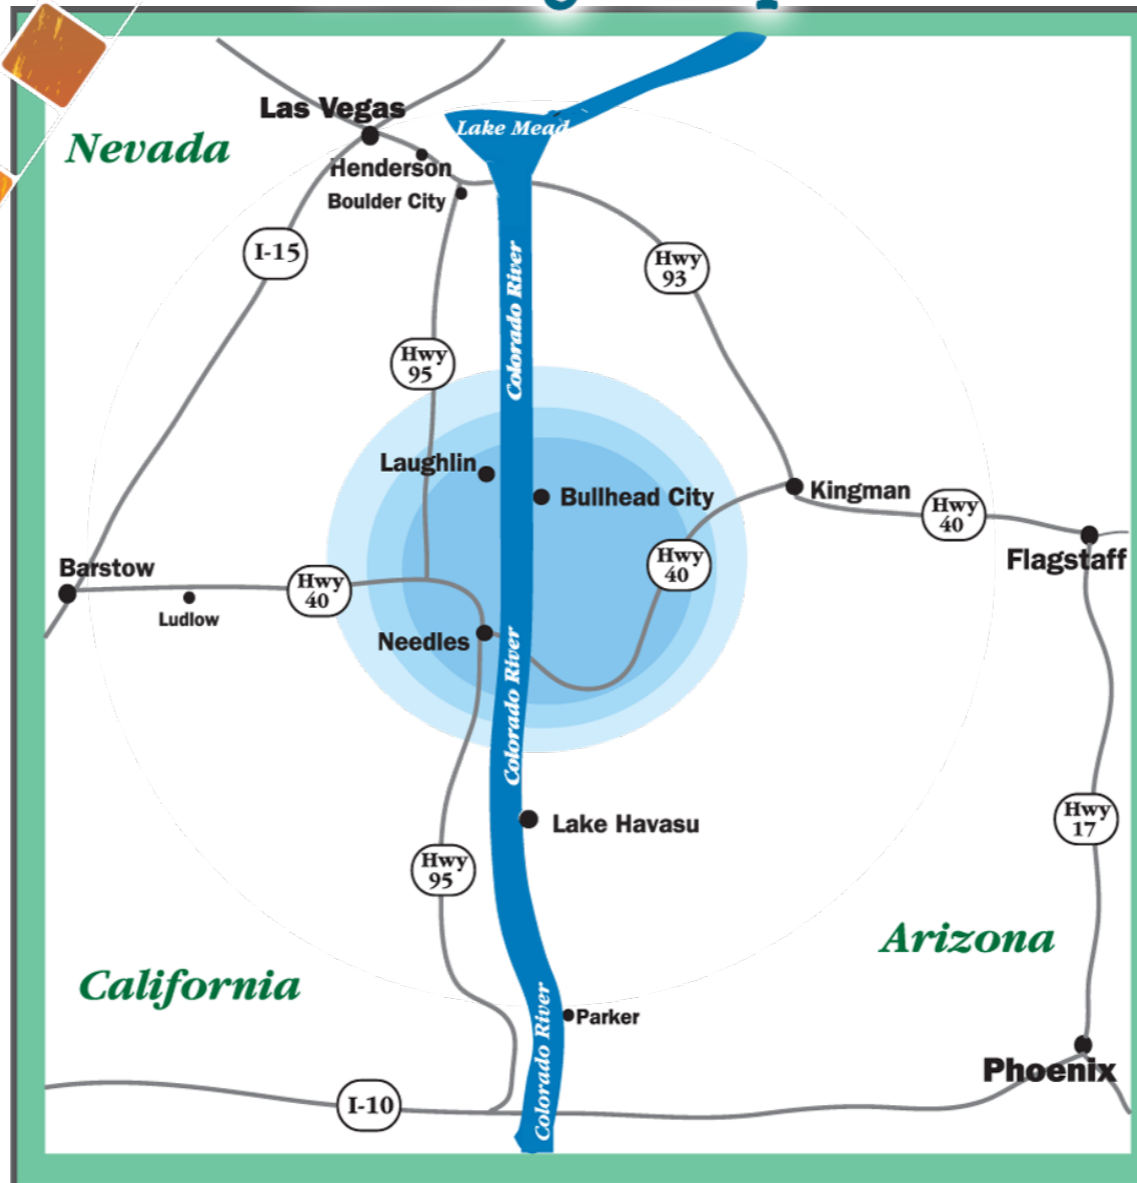 Las Vegas
Lake Mead
Nevada
Henderson
Boulder City
I-15
Hwy
93
Colorado River
Hwy
95
Laughlin
Bullhead City
Kingman
Hwy
40
Flagstaff
Hwy
40
Barstow
Hwy
40
Ludlow
Needles
Colorado River
Hwy
17
Lake Havasu
Hwy
95
Arizona
California
Colorado River
Parker
Phoenix
I-10